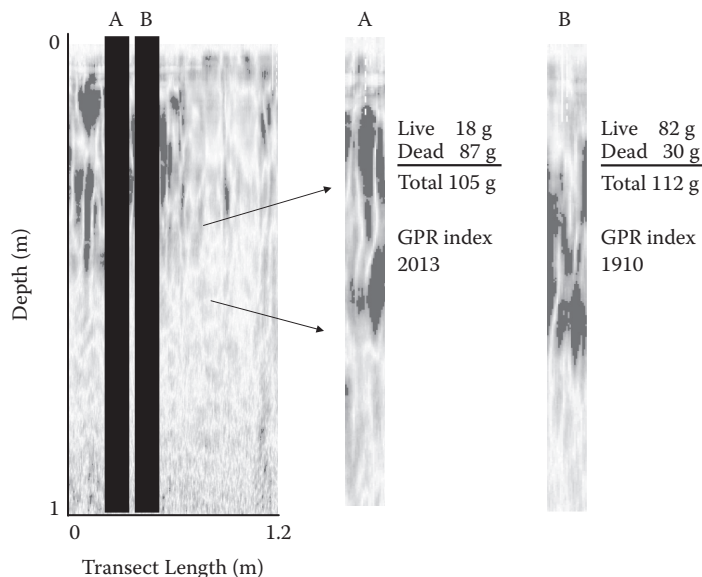 A B
0
Depth (m)
1
0
1.2
Transect Length (m)
A
Live 18 g
Dead 87 g
Total 105 g
GPR index
2013
B
Live 82 g
Dead 30 g
Total 112 g
GPR index
1910